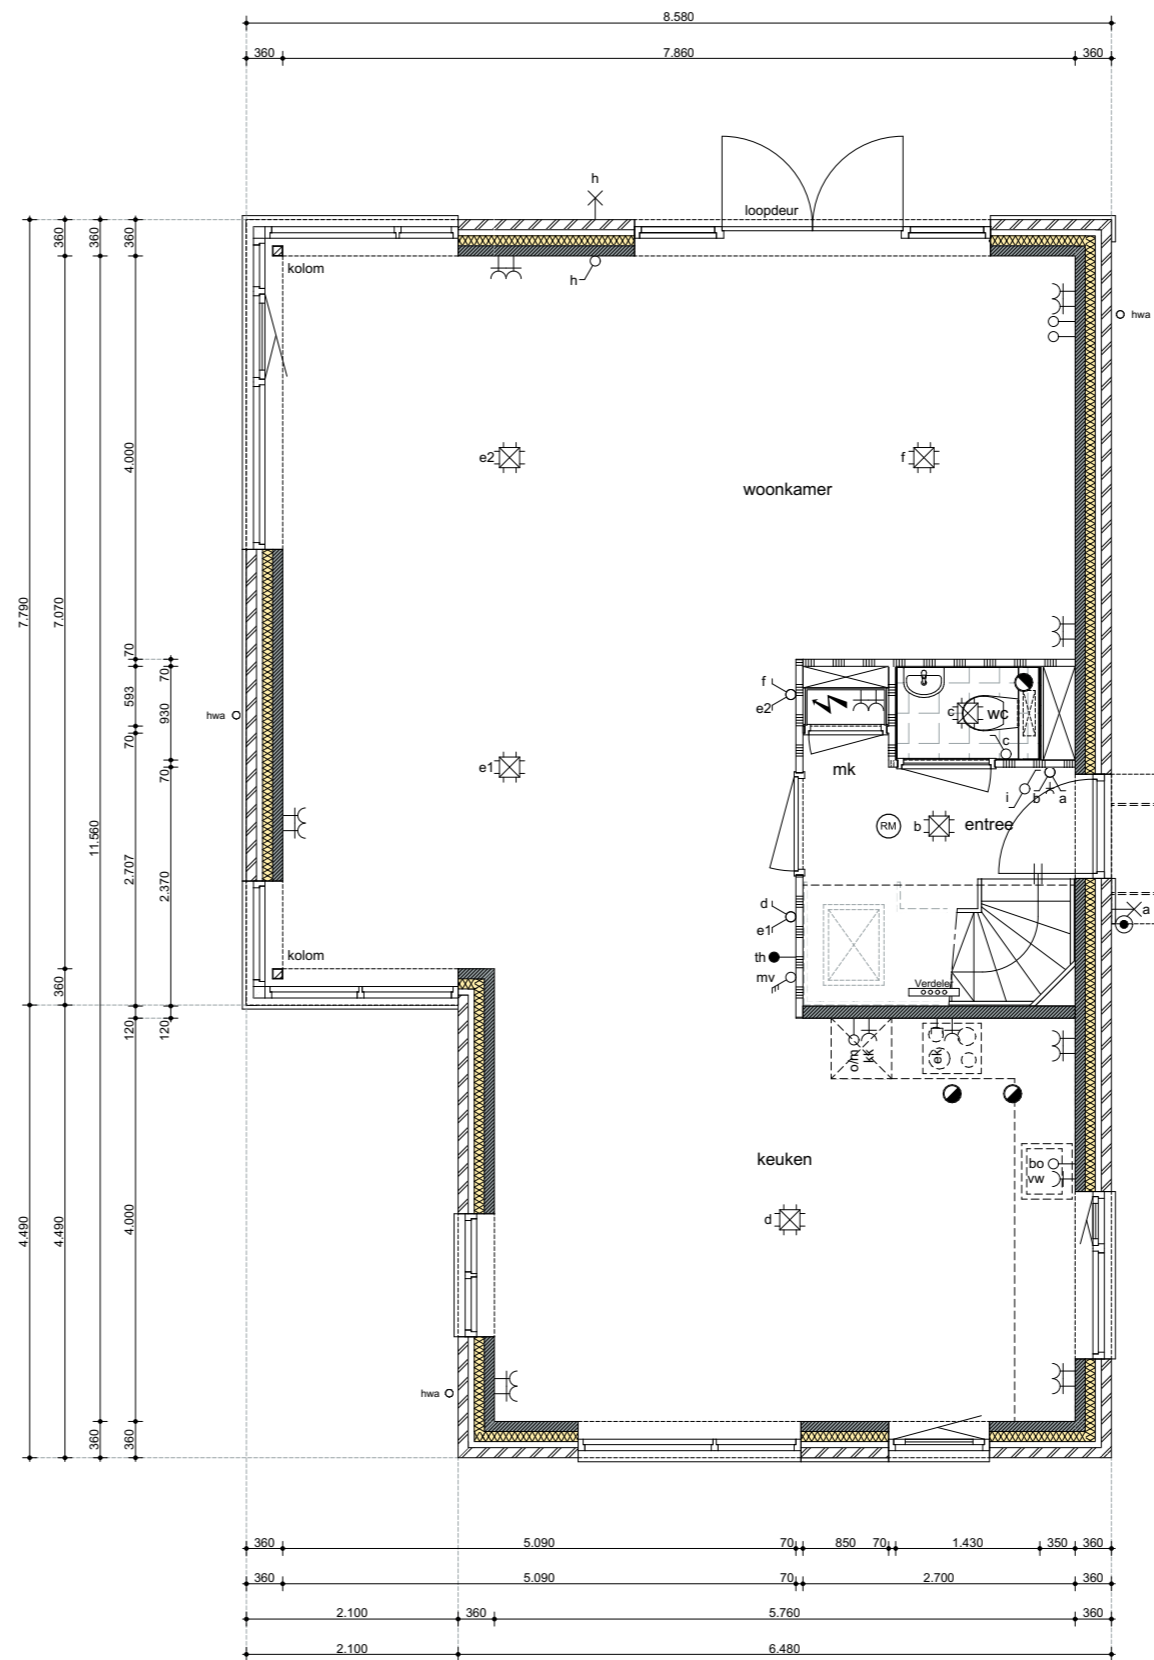 8.580
360 7.860 360
h
loopdeur
kolom
h
hwa
360 360 360 360
e2
f
woonkamer
4.000
7.790
7.070
70
70
593
930
f
e2
c
wc
hwa
70
70
c
mk
e1
i b a
RM
b
entree
11.560
2.707
2.370
d
e1
a
th
mv
kolom
Verdeler
360
120
120
o/m
kk
ek
keuken
bo
vw
d
4.490
4.490
4.000
hwa
360
360
360 5.090 70 850 70 1.430 350 360
360 5.090 70 2.700 360
2.100 360 5.760 360
2.100 6.480